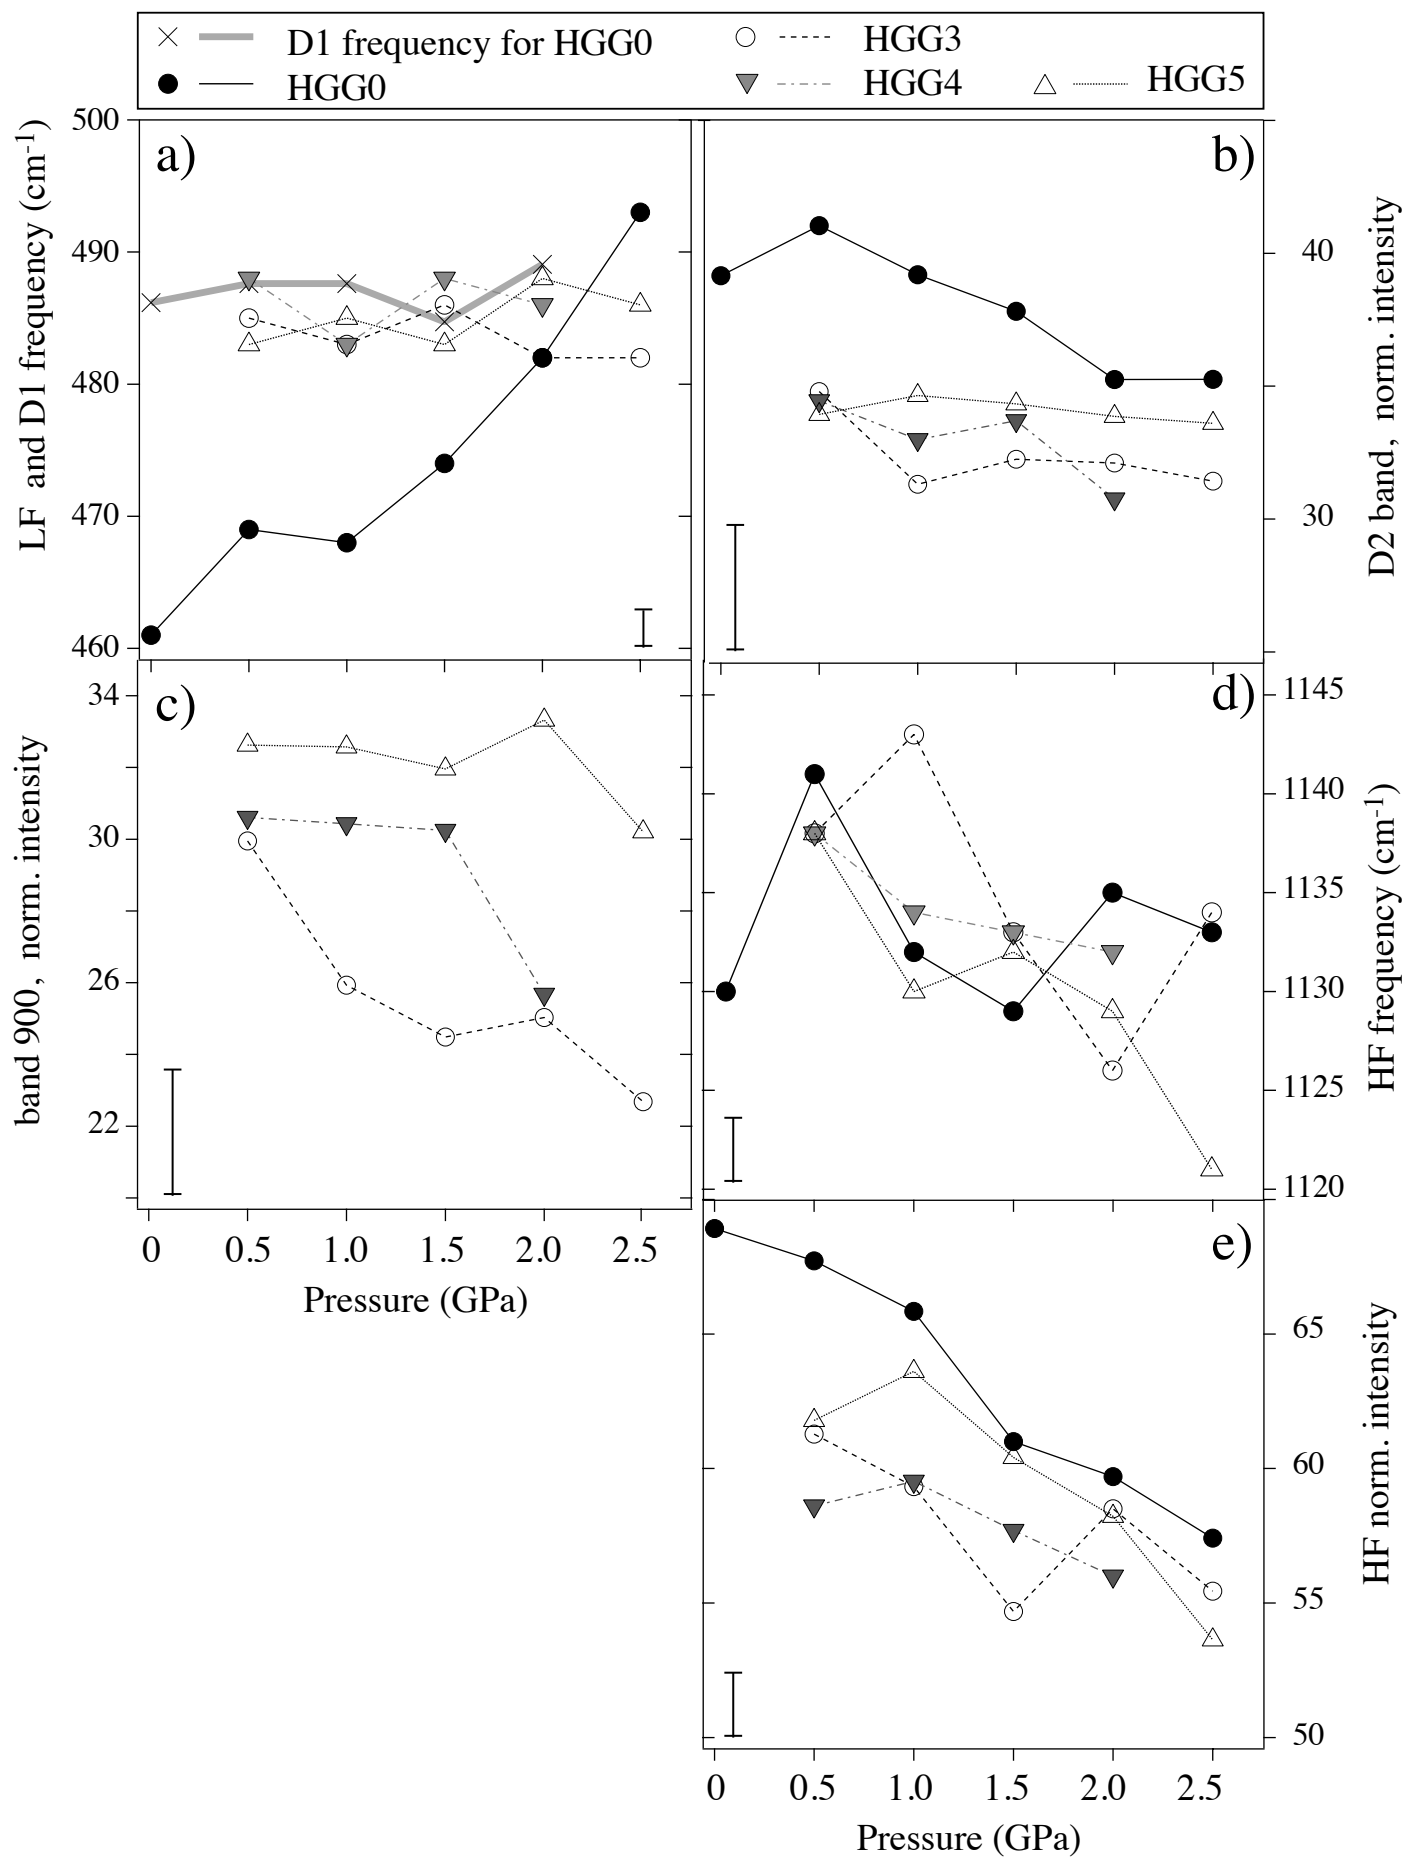 D1 frequency for HGG0
HGG0
HGG3
HGG4
HGG5
a)
LF and D1 frequency (cm-1)
500
490
480
470
460
b)
D2 band, norm. intensity
40
30
c)
band 900, norm. intensity
34
30
26
22
0 0.5 1.0 1.5 2.0 2.5
Pressure (GPa)
d)
HF frequency (cm-1)
1145
1140
1135
1130
1125
1120
e)
HF norm. intensity
65
60
55
50
0 0.5 1.0 1.5 2.0 2.5
Pressure (GPa)